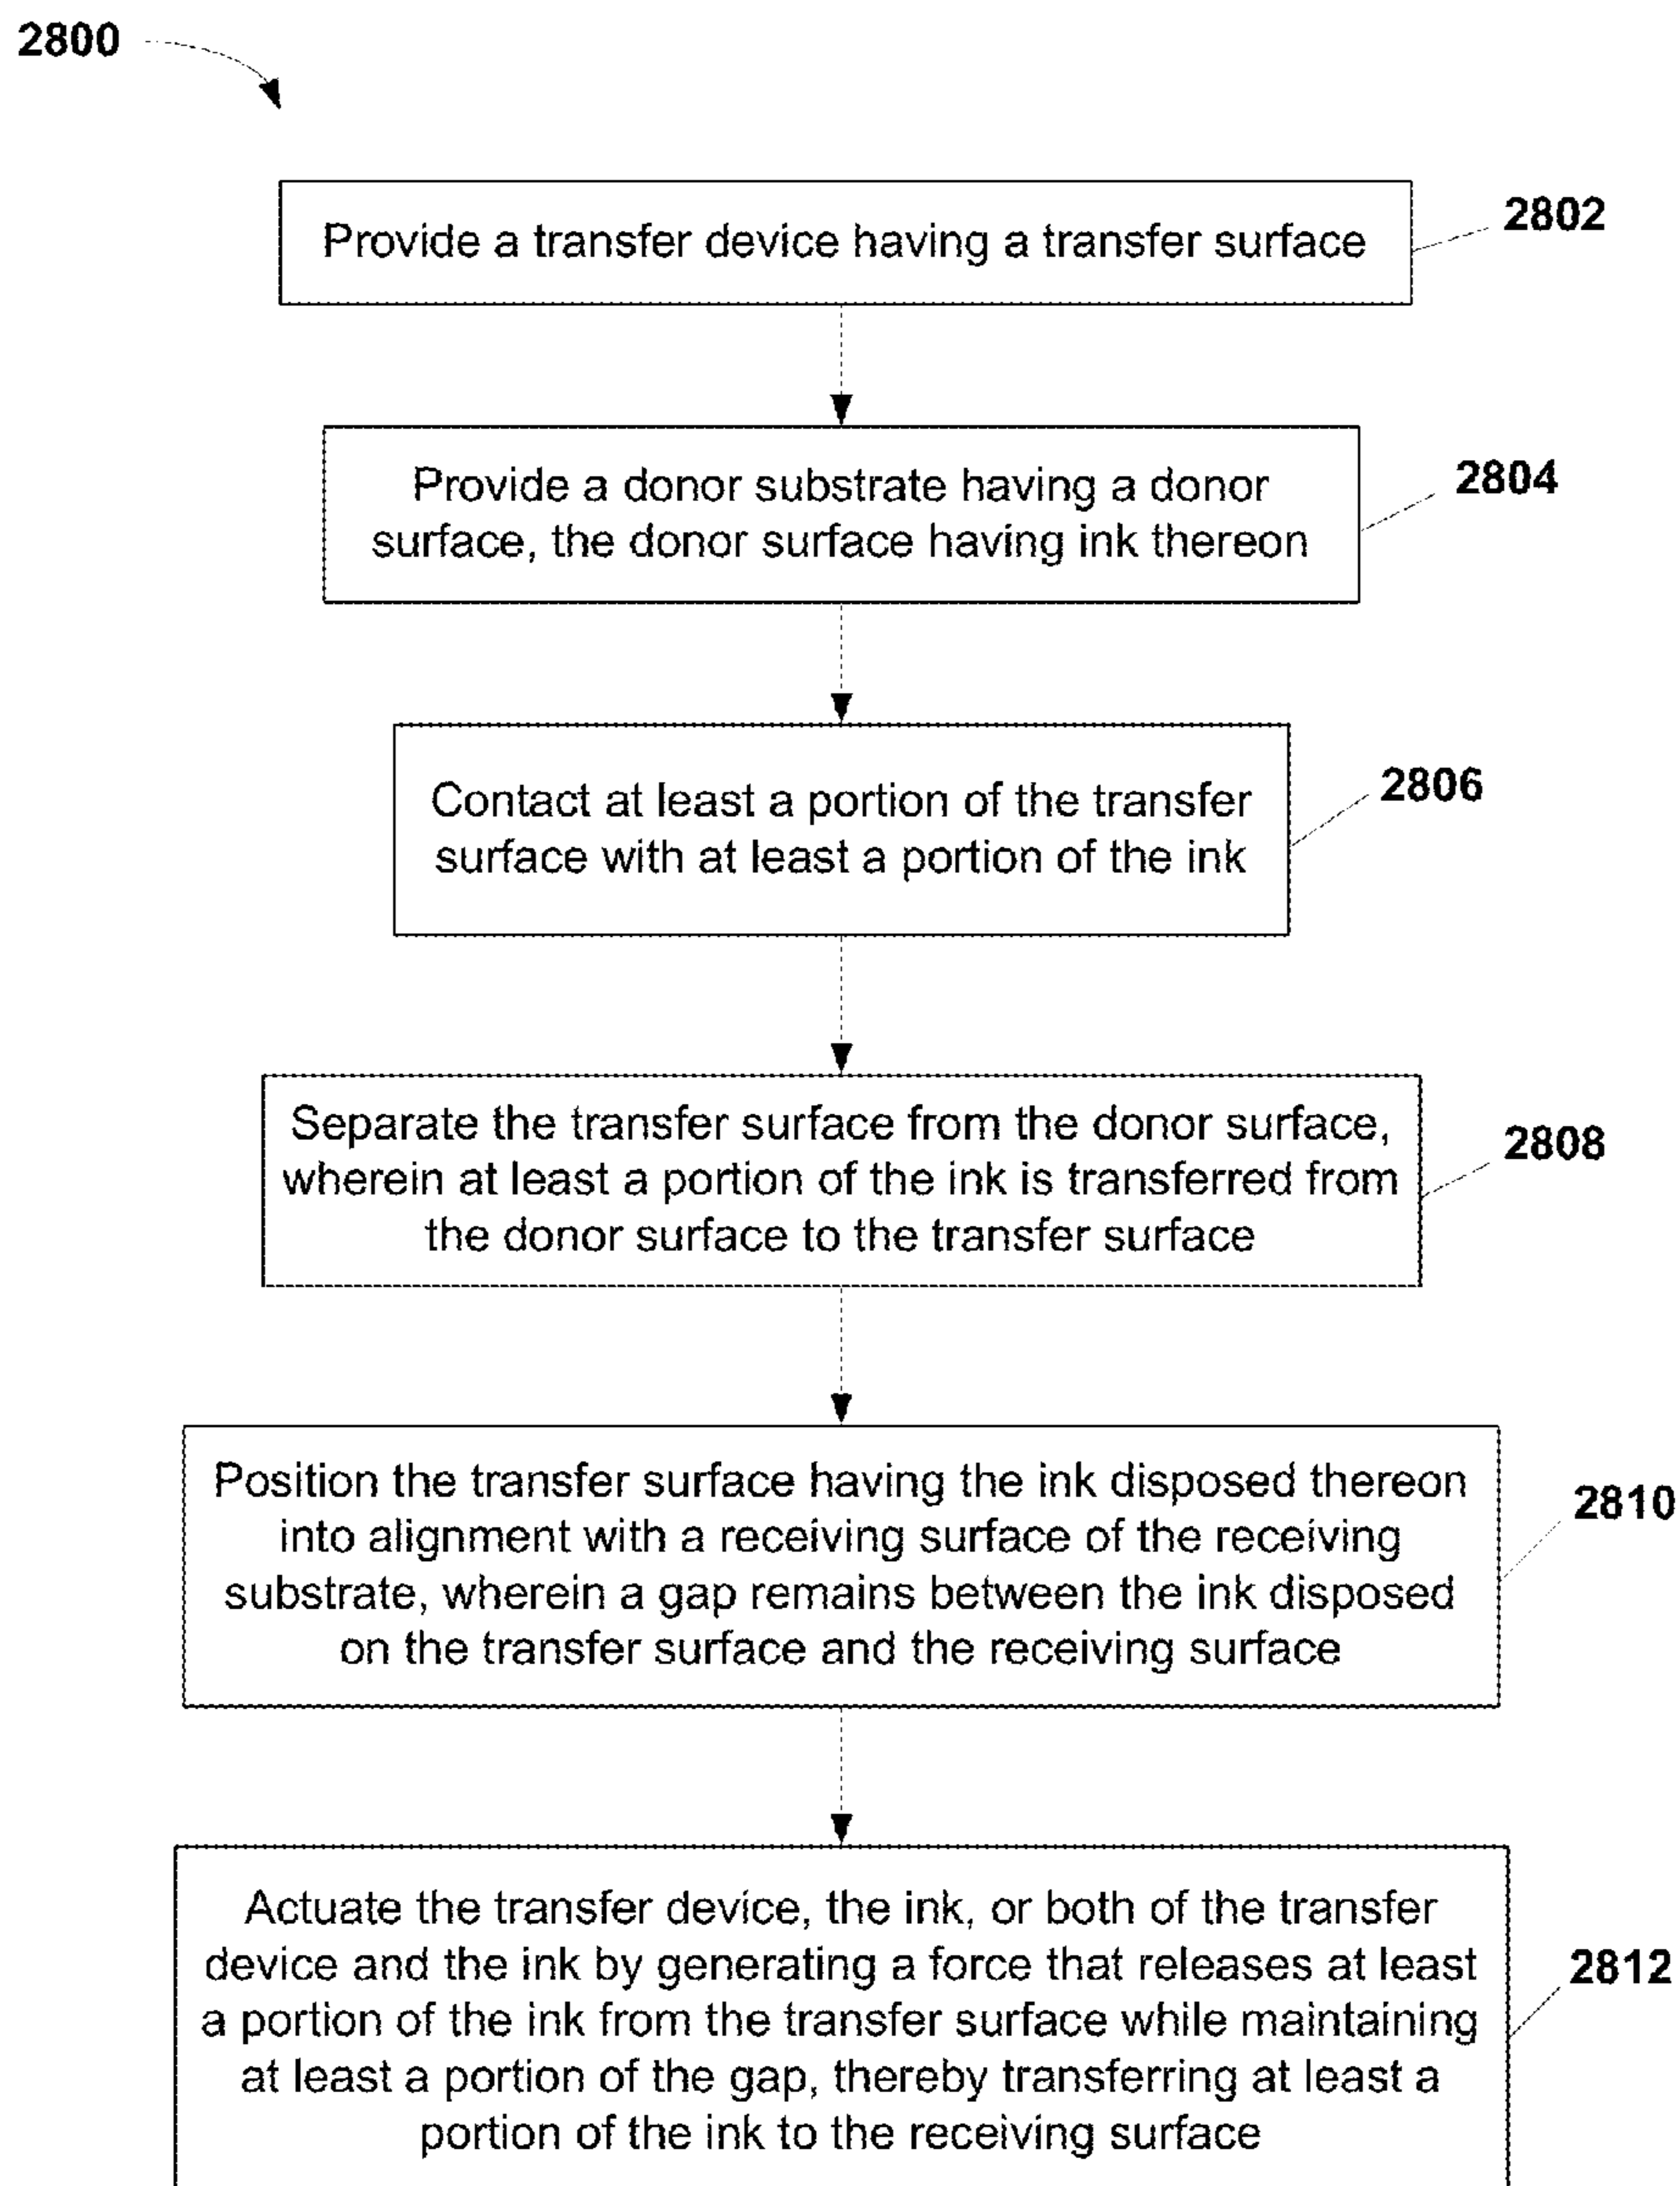 2800
Provide a transfer device having a transfer surface
2802
Provide a donor substrate having a donor
surface, the donor surface having ink thereon
2804
Contact at least a portion of the transfer
surface with at least a portion of the ink
2806
Separate the transfer surface from the donor surface,
wherein at least a portion of the ink is transferred from
the donor surface to the transfer surface
2808
Position the transfer surface having the ink disposed thereon
into alignment with a receiving surface of the receiving
substrate, wherein a gap remains between the ink disposed
on the transfer surface and the receiving surface
2810
Actuate the transfer device, the ink, or both of the transfer
device and the ink by generating a force that releases at least
a portion of the ink from the transfer surface while maintaining
at least a portion of the gap, thereby transferring at least a
portion of the ink to the receiving surface
2812